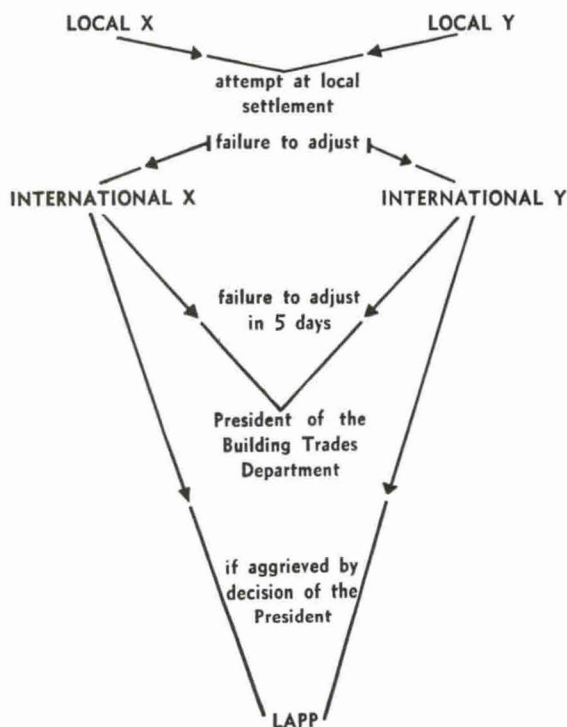 LOCAL X LOCAL Y
attempt at local
settlement
failure to adjust
INTERNATIONAL X INTERNATIONAL Y
failure to adjust
in 5 days
President of the
Building Trades
Department
if aggrieved by
decision of the
President
LAPP